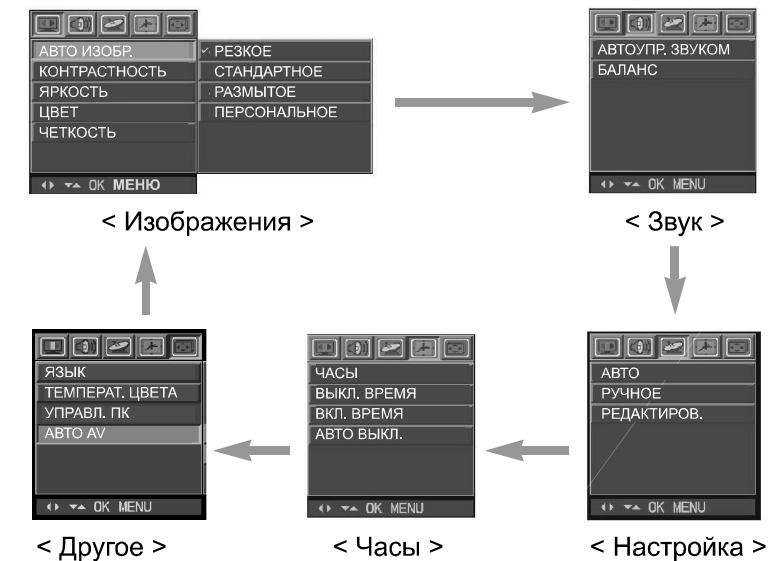 АВТО ИЗОБР.
КОНТРАСТНОСТЬ
ЯРКОСТЬ
ЦВЕТ
ЧЕТКОСТЬ
РЕЗКОЕ
СТАНДАРТНОЕ
РАЗМЫТОЕ
ПЕРСОНАЛЬНОЕ
OK МЕНЮ
< Изображения >
АВТОУПР. ЗВУКОМ
БАЛАНС
OK MENU
< Звук >
ЯЗЫК
ТЕМПЕРАТ. ЦВЕТА
УПРАВЛ. ПК
АВТО AV
OK MENU
< Другое >
ЧАСЫ
ВЫКЛ. ВРЕМЯ
ВКЛ. ВРЕМЯ
АВТО ВЫКЛ.
OK MENU
< Часы >
АВТО
РУЧНОЕ
РЕДАКТИРОВ.
OK MENU
< Настройка >